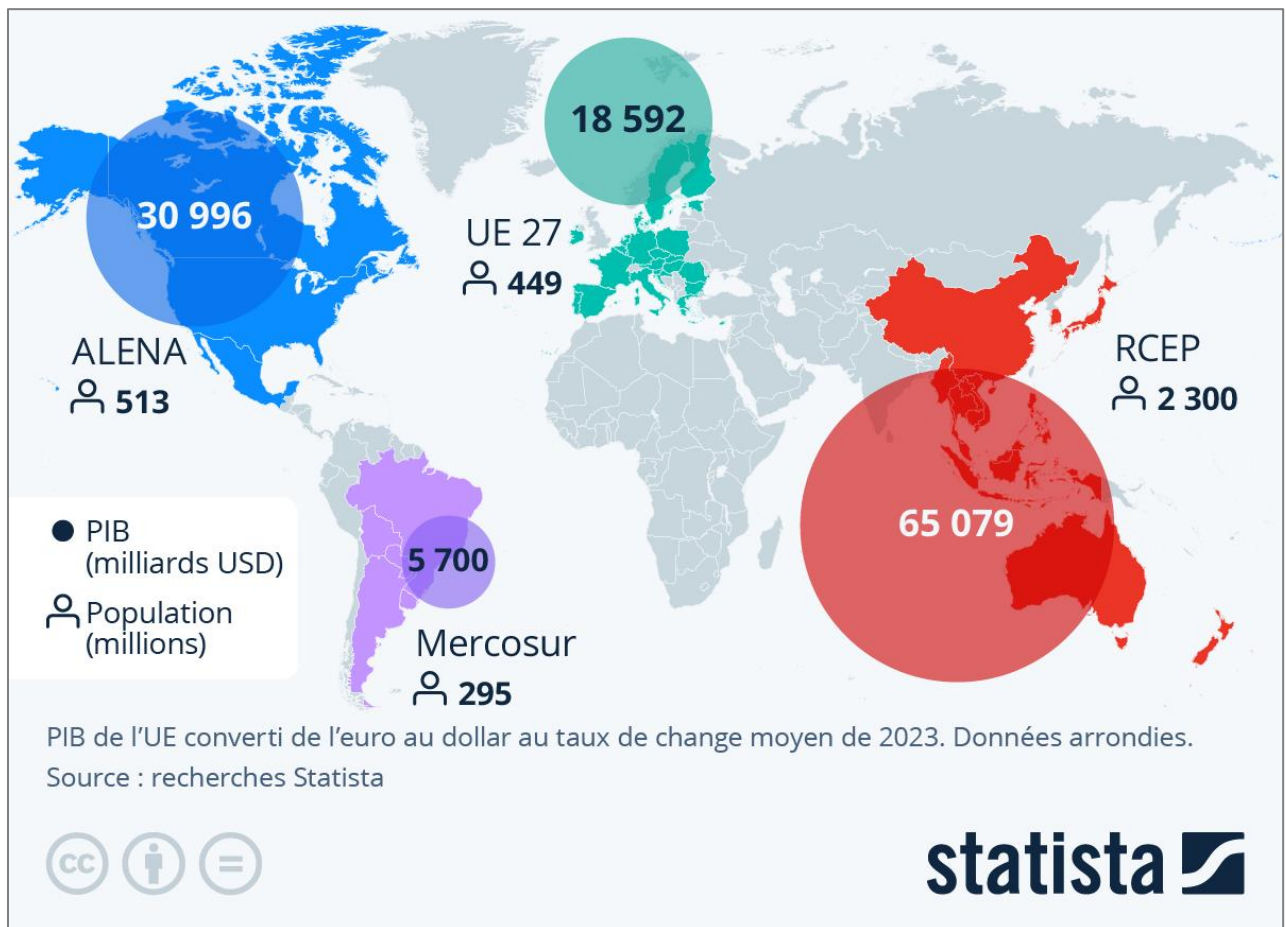 18 592
30 996
UE 27
449
ALENA
513
RCEP
2 300
65 079
5 700
Mercosur
295
PIB
(milliards USD)
Population
(millions)
PIB de l’UE converti de l’euro au dollar au taux de change moyen de 2023. Données arrondies.
Source : recherches Statista
cc
statista